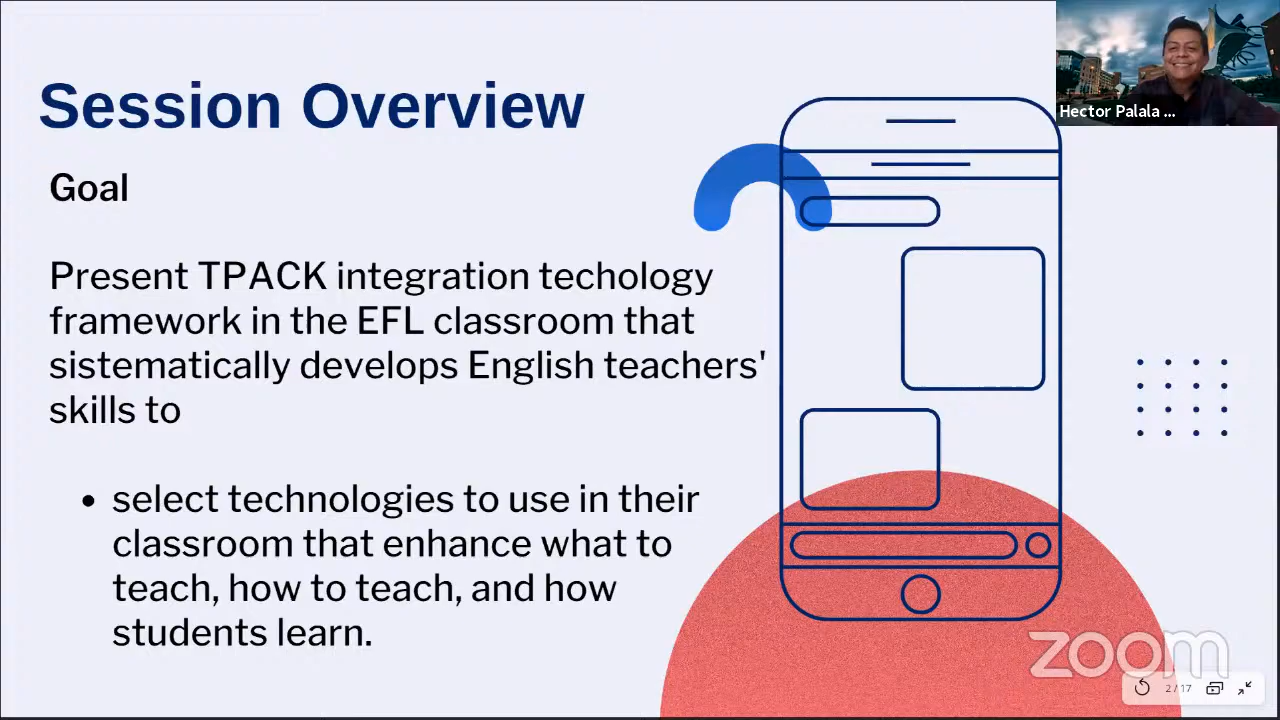 Session Overview
Hector Palala ...
Goal
Present TPACK integration techology
framework in the EFL classroom that
sistematically develops English teachers'
skills to
• select technologies to use in their
classroom that enhance what to
teach, how to teach, and how
students learn.
zoom
2 / 17